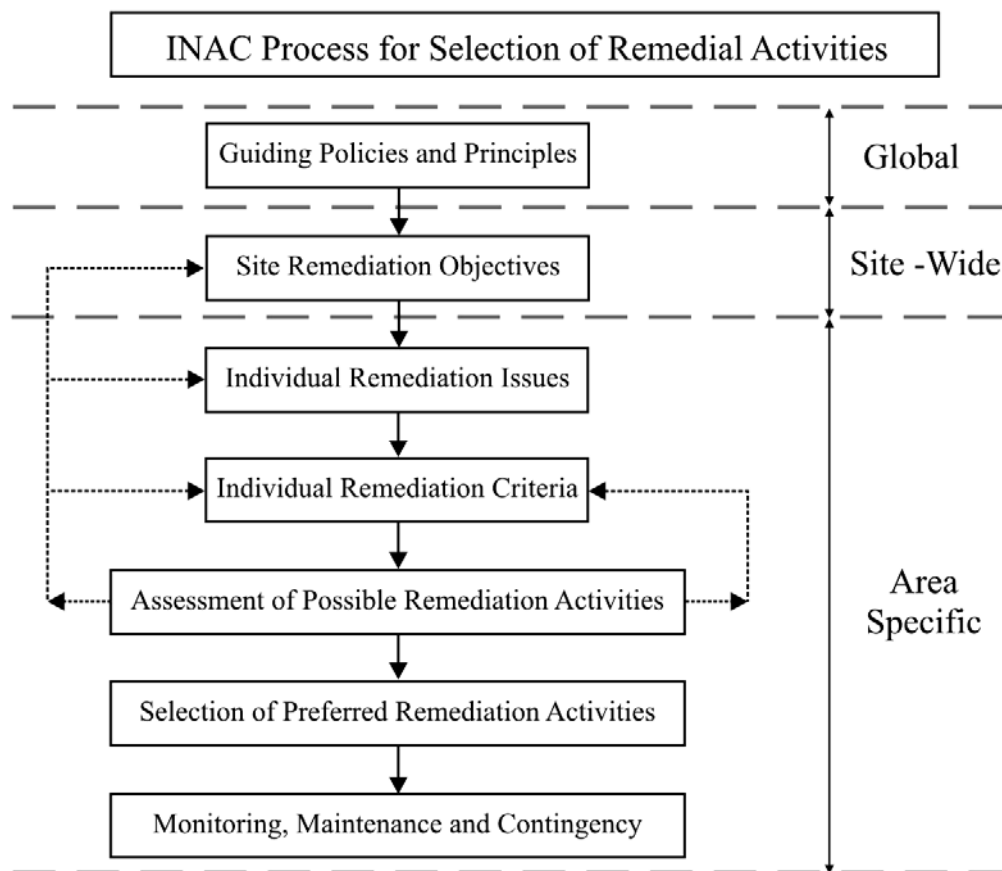 INAC Process for Selection of Remedial Activities
Guiding Policies and Principles
Global
Site Remediation Objectives
Site -Wide
Individual Remediation Issues
Individual Remediation Criteria
Assessment of Possible Remediation Activities
Area
Specific
Selection of Preferred Remediation Activities
Monitoring, Maintenance and Contingency